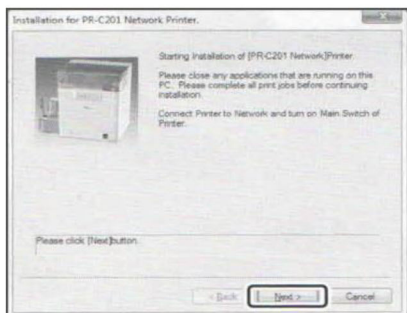 Installation for PR-C201 Network Printer.
Starting Installation of [PR-C201 Network]Printer
Please close any applications that are running on this
PC. Please complete all print jobs before continuing
installation.
Connect Printer to Network and turn on Main Switch of
Printer.
Please click [Next]button.
< Back
Next >
Cancel